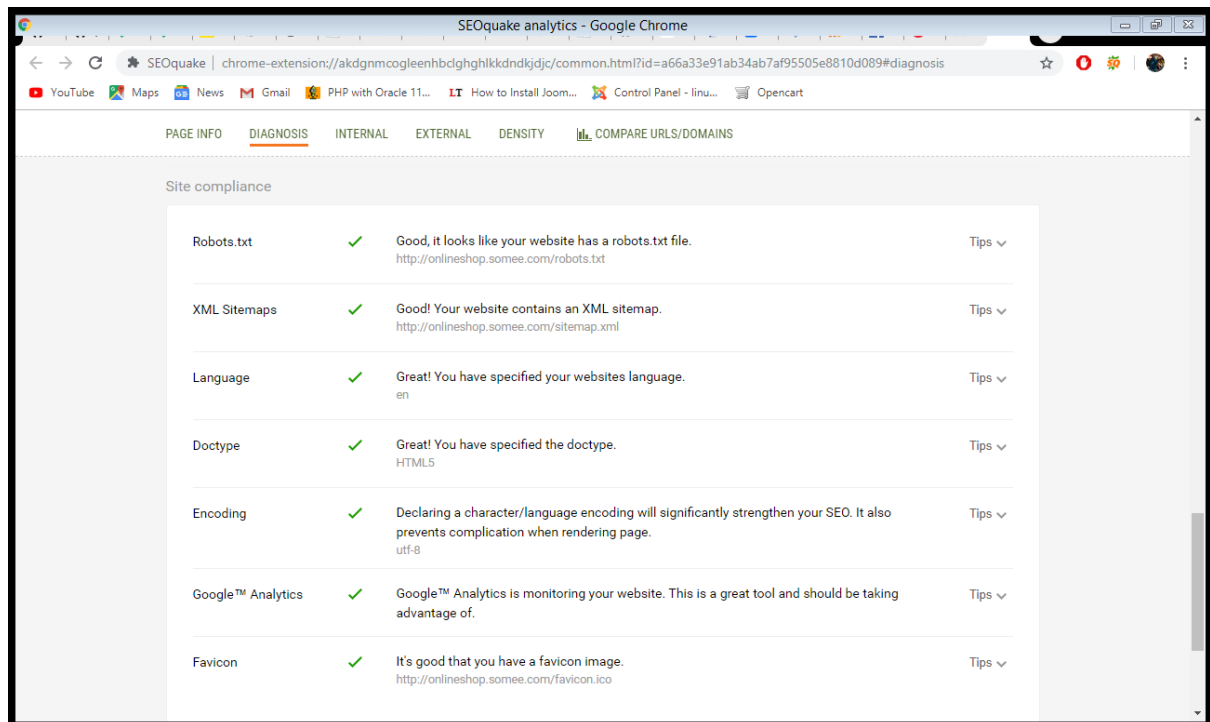 SEOquake analytics - Google Chrome
SEOquake | chrome-extension://akdgnmcogleenhbclghghlkkdndkjdjc/common.html?id=a66a33e91ab34ab7af95505e8810d089#diagnosis
YouTube Maps News Gmail PHP with Oracle 11... LT How to Install Joom... Control Panel - linu... Opencart
PAGE INFO DIAGNOSIS INTERNAL EXTERNAL DENSITY COMPARE URLS/DOMAINS
Site compliance
Robots.txt Good, it looks like your website has a robots.txt file. Tips
http://onlineshop.somee.com/robots.txt
XML Sitemaps Good! Your website contains an XML sitemap. Tips
http://onlineshop.somee.com/sitemap.xml
Language Great! You have specified your websites language. Tips
en
Doctype Great! You have specified the doctype. Tips
HTML5
Encoding Declaring a character/language encoding will significantly strengthen your SEO. It also Tips
prevents complication when rendering page.
utf-8
Google™ Analytics Google™ Analytics is monitoring your website. This is a great tool and should be taking Tips
advantage of.
Favicon It's good that you have a favicon image. Tips
http://onlineshop.somee.com/favicon.ico